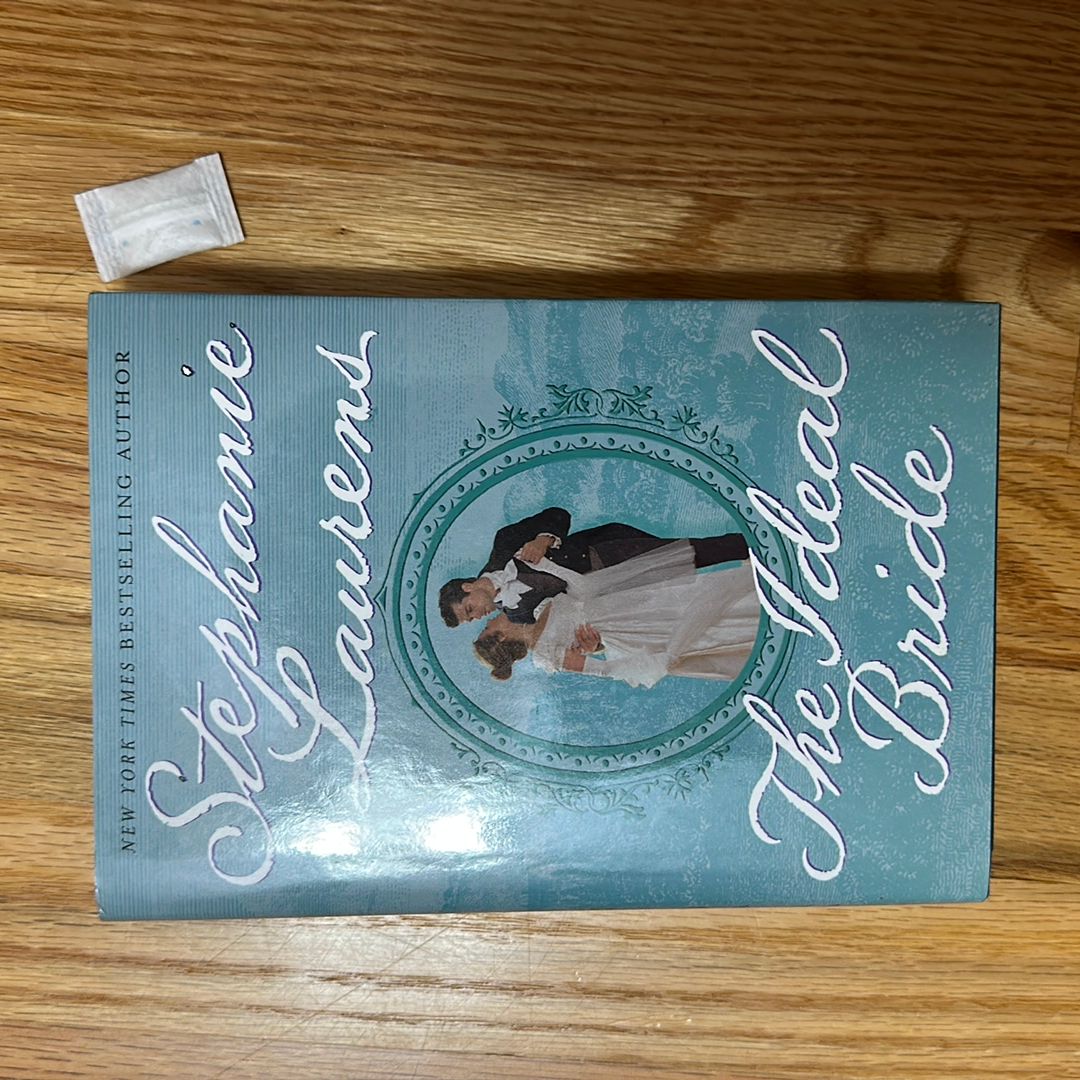 NEW YORK TIMES BESTSELLING AUTHOR
Stephanie
Laurens
The Ideal
Bride